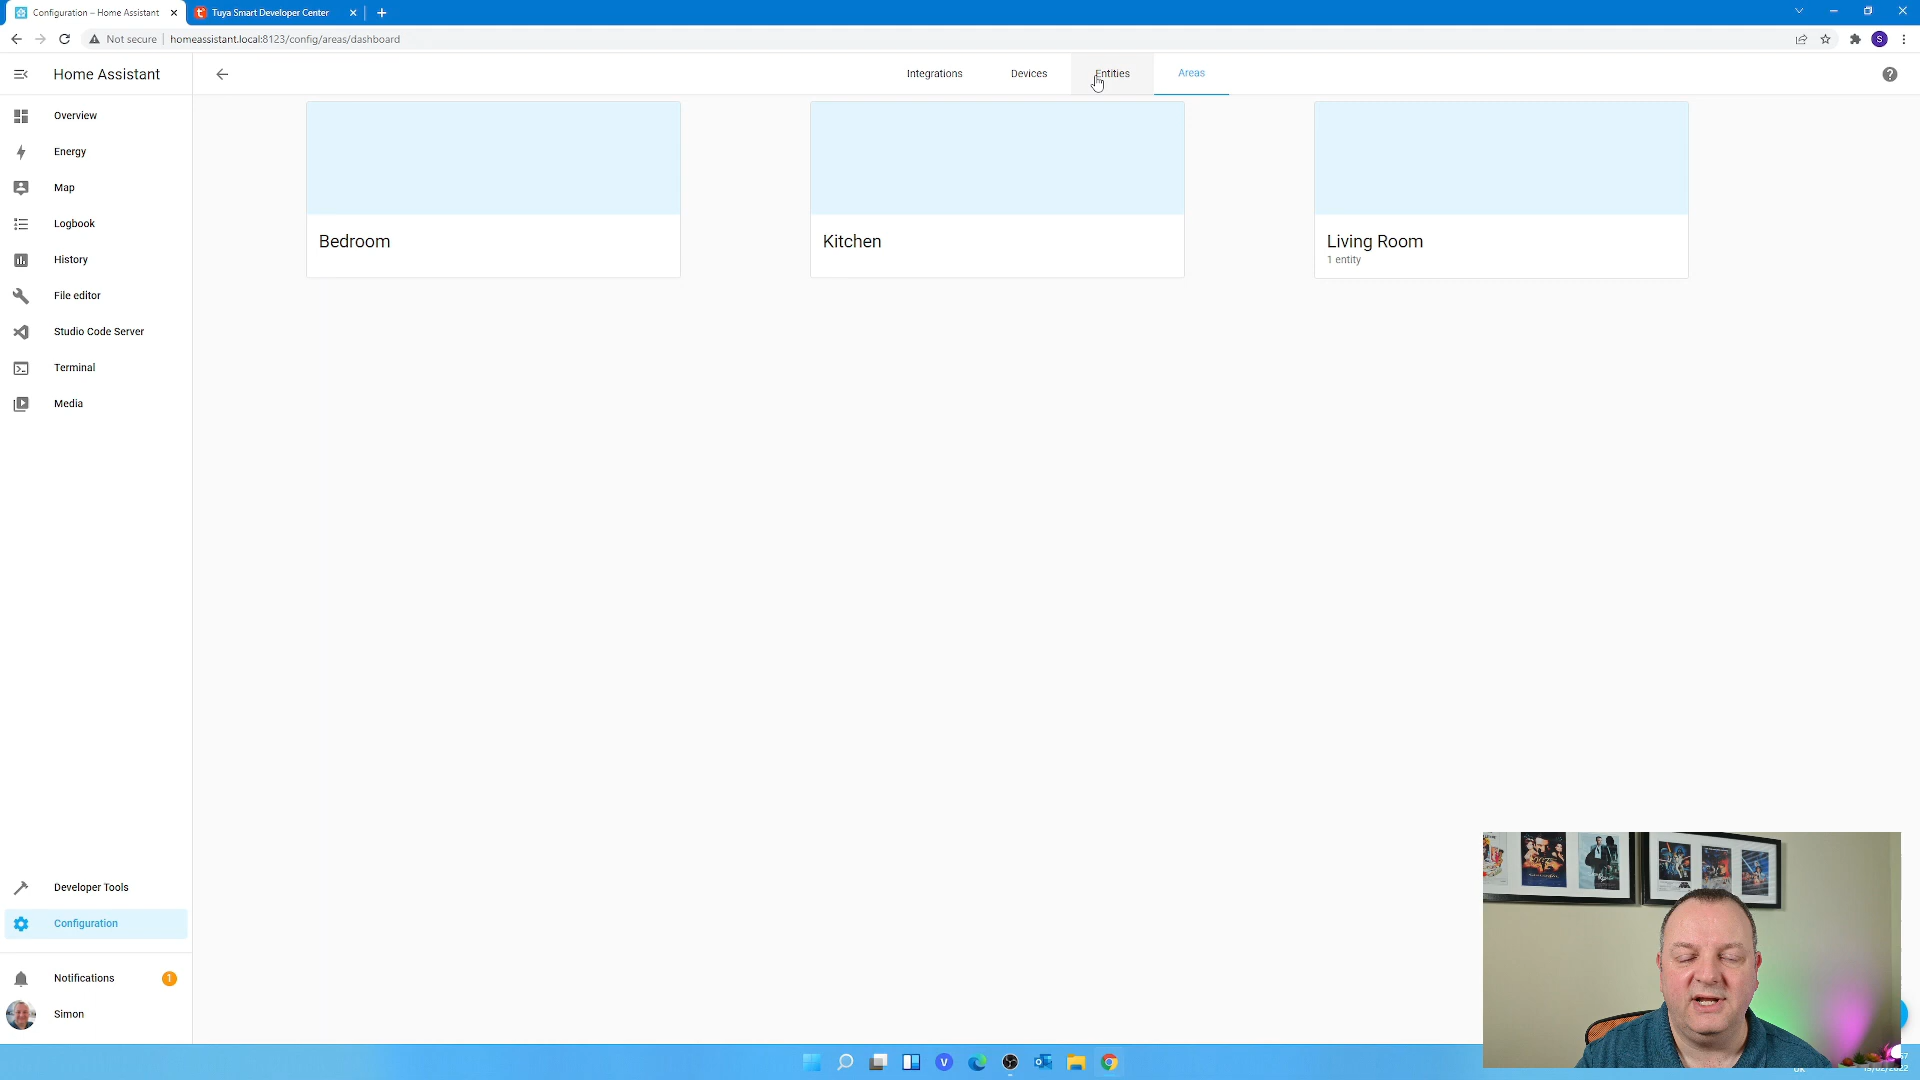 Configuration – Home Assistant
Tuya Smart Developer Center
Not secure
homeassistant.local:8123/config/areas/dashboard
S
Home Assistant
Integrations
Devices
Entities
Areas
Overview
Energy
Map
Logbook
History
File editor
Studio Code Server
Terminal
Media
Bedroom
Kitchen
Living Room
1 entity
Developer Tools
Configuration
Notifications
1
Simon
UK